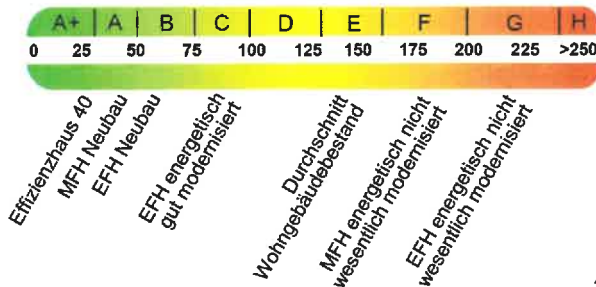 A+ A B C D E F G H
0 25 50 75 100 125 150 175 200 225 >250
Effizienzhaus 40
MFH Neubau
EFH Neubau
EFH energetisch
gut modernisiert
Durchschnitt
Wohngebäudebestand
MFH energetisch nicht
wesentlich modernisiert
EFH energetisch nicht
wesentlich modernisiert